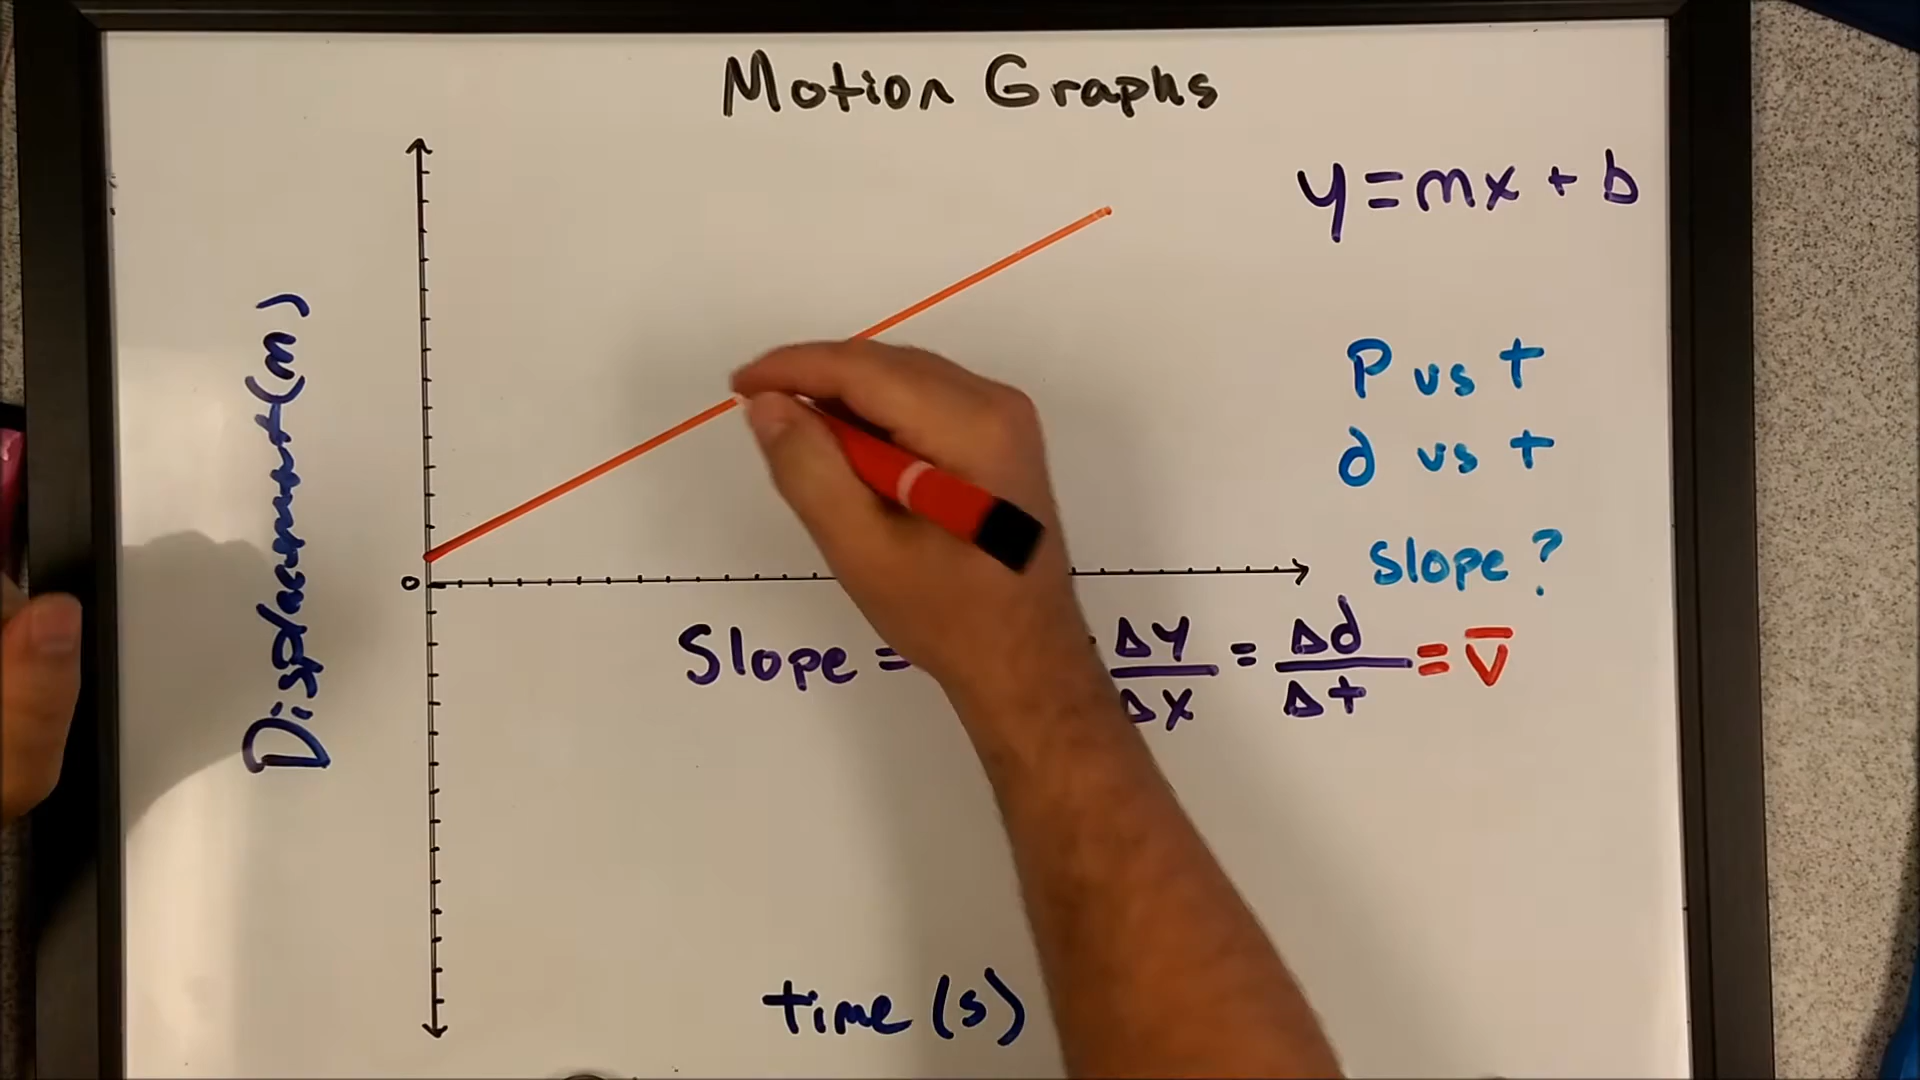 Motion Graphs
y = mx + b
Displacement (m)
P vs t
d vs t
Slope ?
0
Slope = ΔY/ΔX = Δd/Δt = v̅
time (s)